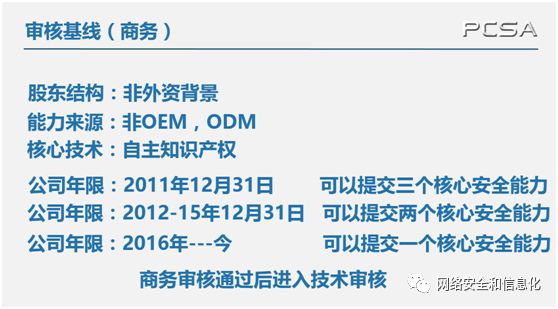 审核基线（商务）
PCSA
股东结构：非外资背景
能力来源：非OEM，ODM
核心技术：自主知识产权
公司年限：2011年12月31日 可以提交三个核心安全能力
公司年限：2012-15年12月31日 可以提交两个核心安全能力
公司年限：2016年---今 可以提交一个核心安全能力
商务审核通过后进入技术审核
网络安全和信息化